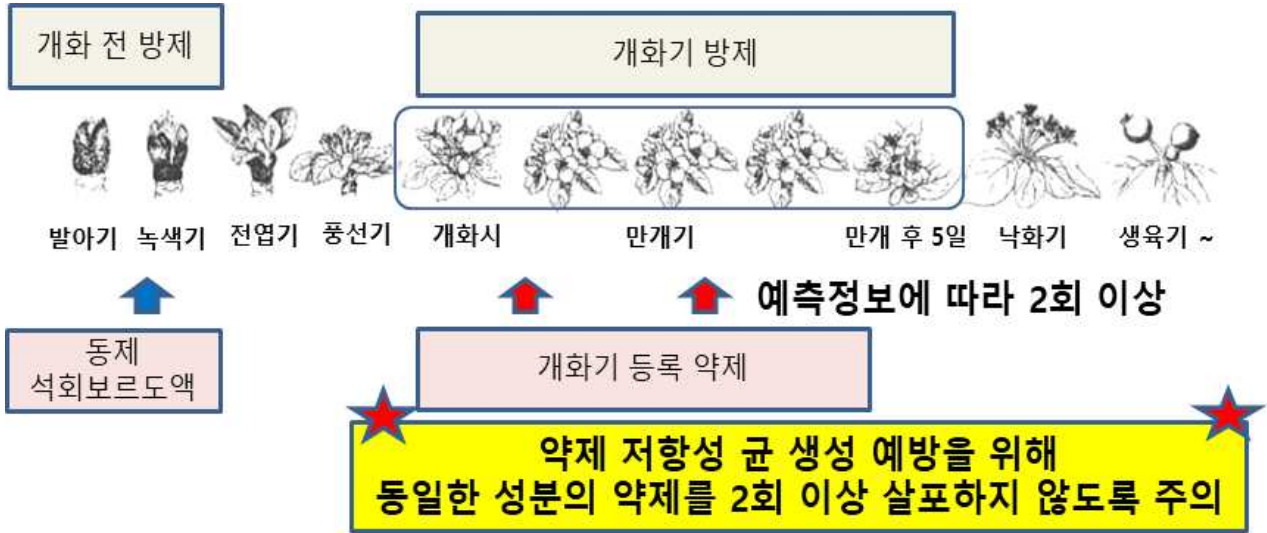 개화 전 방제
개화기 방제
발아기 녹색기 전엽기 풍선기 개화시 만개기 만개 후 5일 낙화기 생육기 ~
예측정보에 따라 2회 이상
동제
석회보르도액
개화기 등록 약제
약제 저항성 균 생성 예방을 위해
동일한 성분의 약제를 2회 이상 살포하지 않도록 주의